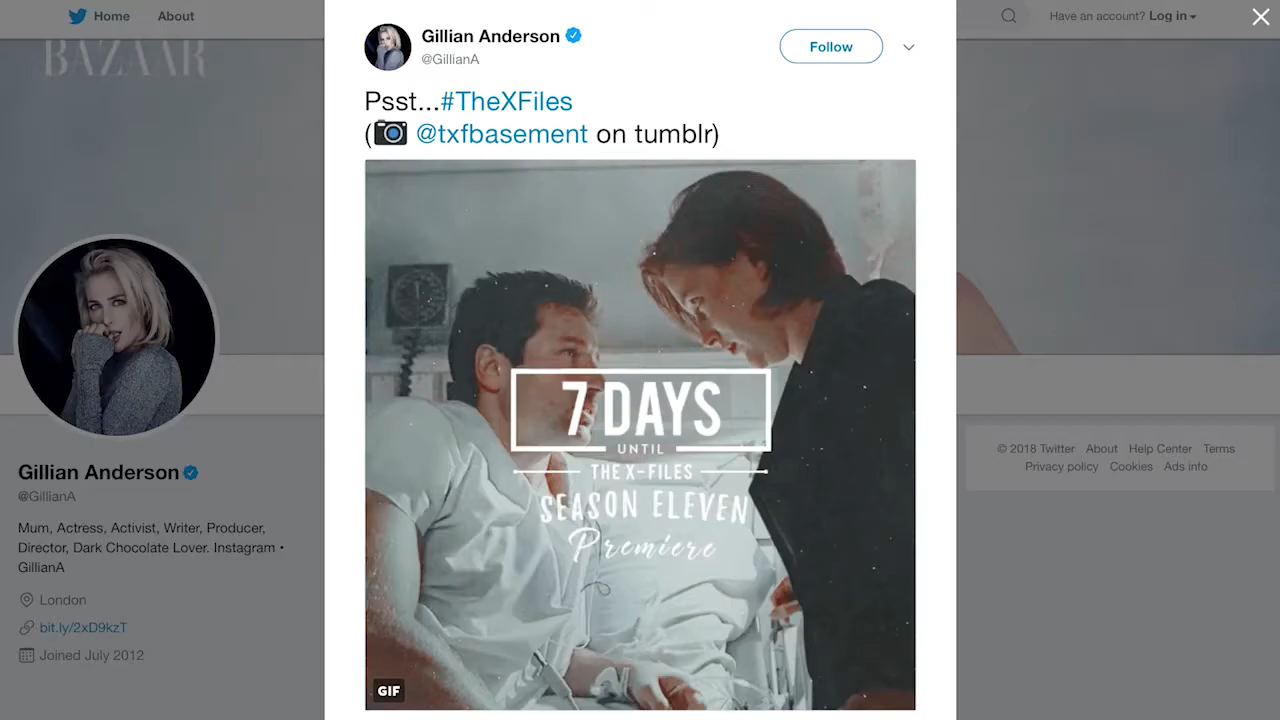 Home
About
Have an account? Log in
BAZAAR
Gillian Anderson
@GillianA
Follow
Psst...#TheXFiles
(📷 @txfbasement on tumblr)
7 DAYS
UNTIL
THE X-FILES
SEASON ELEVEN
Premiere
GIF
Gillian Anderson
@GillianA
Mum, Actress, Activist, Writer, Producer,
Director, Dark Chocolate Lover. Instagram •
GillianA
London
bit.ly/2xD9kzT
Joined July 2012
© 2018 Twitter About Help Center Terms
Privacy policy Cookies Ads info